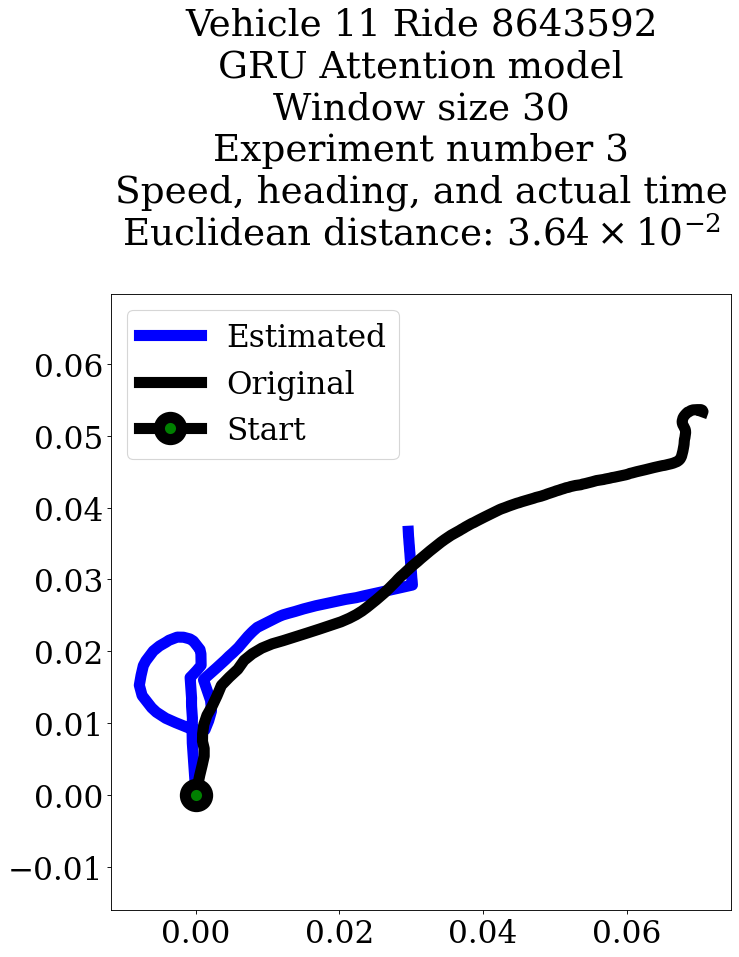 Vehicle 11 Ride 8643592
GRU Attention model
Window size 30
Experiment number 3
Speed, heading, and actual time
Euclidean distance: 3.64 × 10⁻²
Estimated
Original
Start
0.06
0.05
0.04
0.03
0.02
0.01
0.00
−0.01
0.00 0.02 0.04 0.06